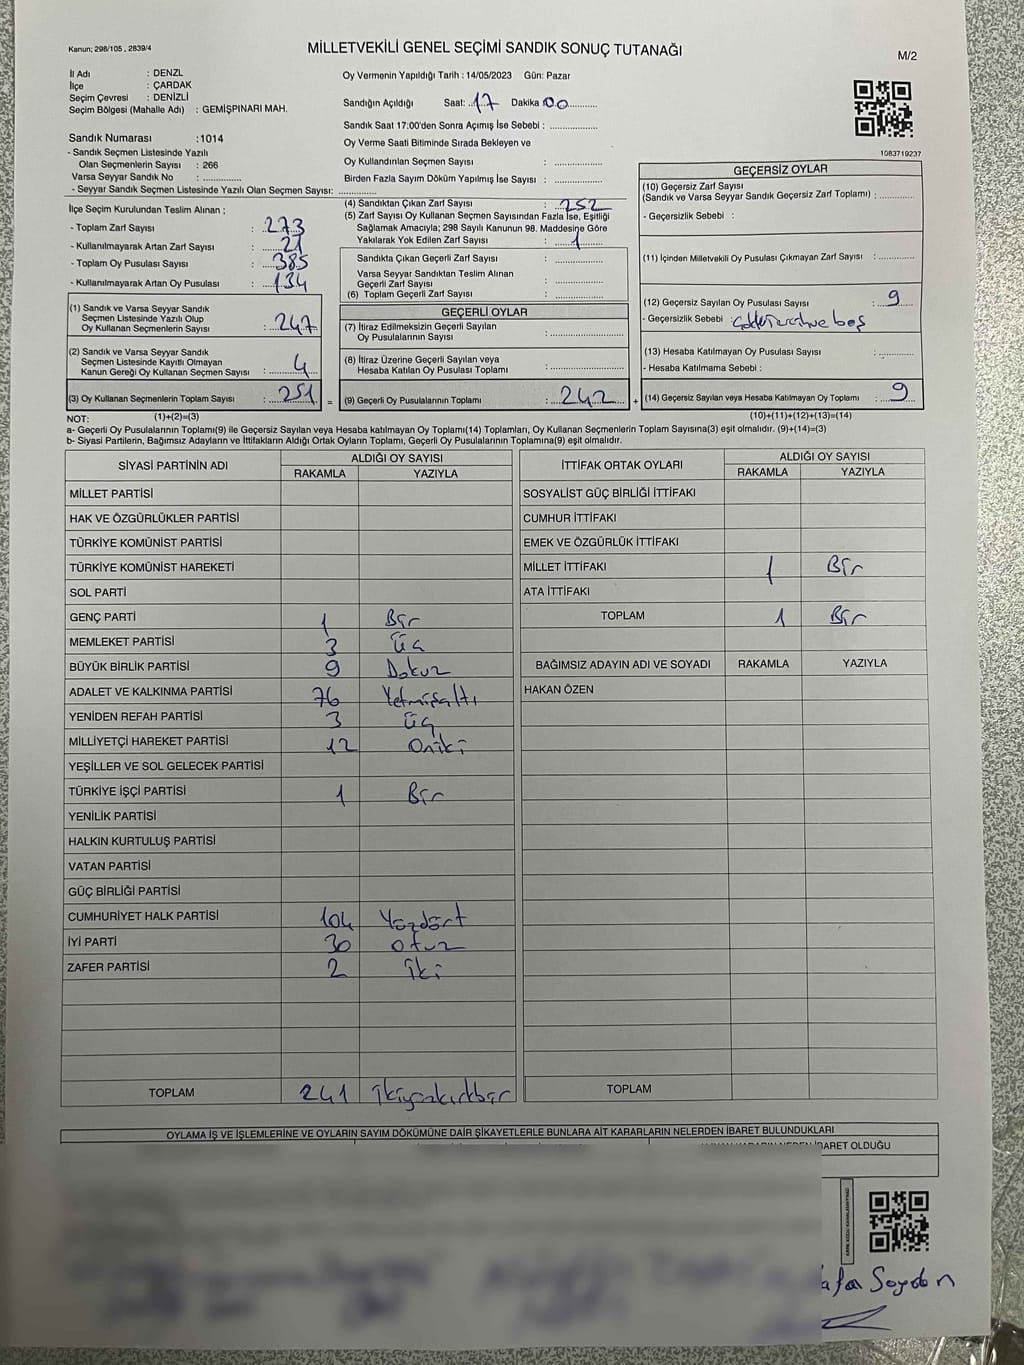 Kanun; 298/105 , 2839/4
MİLLETVEKİLİ GENEL SEÇİMİ SANDIK SONUÇ TUTANAĞI
M/2
İl Adı : DENZL
İlçe : ÇARDAK
Seçim Çevresi : DENİZLİ
Seçim Bölgesi (Mahalle Adı) : GEMİŞPINARI MAH.
Sandık Numarası :1014
- Sandık Seçmen Listesinde Yazılı
Olan Seçmenlerin Sayısı : 266
Varsa Seyyar Sandık No : ..............
- Seyyar Sandık Seçmen Listesinde Yazılı Olan Seçmen Sayısı: ..............
Oy Vermenin Yapıldığı Tarih : 14/05/2023 Gün: Pazar
Sandığın Açıldığı Saat: 17 Dakika :00
Sandık Saat 17:00'den Sonra Açımış İse Sebebi : ..............
Oy Verme Saati Bitiminde Sırada Bekleyen ve
Oy Kullandırılan Seçmen Sayısı : ..............
Birden Fazla Sayım Döküm Yapılmış İse Sayısı : ..............
1083719237
İlçe Seçim Kurulundan Teslim Alınan ;
- Toplam Zarf Sayısı : 273
- Kullanılmayarak Artan Zarf Sayısı : 21
- Toplam Oy Pusulası Sayısı : 385
- Kullanılmayarak Artan Oy Pusulası : 134
(1) Sandık ve Varsa Seyyar Sandık
Seçmen Listesinde Yazılı Olup
Oy Kullanan Seçmenlerin Sayısı : 247
(2) Sandık ve Varsa Seyyar Sandık
Seçmen Listesinde Kayıtlı Olmayan
Kanun Gereği Oy Kullanan Seçmen Sayısı : 4
(3) Oy Kullanan Seçmenlerin Toplam Sayısı : 251 =
(4) Sandıktan Çıkan Zarf Sayısı : 252
(5) Zarf Sayısı Oy Kullanan Seçmen Sayısından Fazla İse, Eşitliği
Sağlamak Amacıyla; 298 Sayılı Kanunun 98. Maddesine Göre
Yakılarak Yok Edilen Zarf Sayısı : 1
Sandıkta Çıkan Geçerli Zarf Sayısı : ..............
Varsa Seyyar Sandıktan Teslim Alınan
Geçerli Zarf Sayısı : ..............
(6) Toplam Geçerli Zarf Sayısı : ..............
GEÇERLİ OYLAR
(7) İtiraz Edilmeksizin Geçerli Sayılan
Oy Pusulalarının Sayısı : ..............
(8) İtiraz Üzerine Geçerli Sayılan veya
Hesaba Katılan Oy Pusulası Toplamı : ..............
(9) Geçerli Oy Pusulalarının Toplamı : 242 +
GEÇERSİZ OYLAR
(10) Geçersiz Zarf Sayısı
(Sandık ve Varsa Seyyar Sandık Geçersiz Zarf Toplamı) : ..............
- Geçersizlik Sebebi :
(11) İçinden Milletvekili Oy Pusulası Çıkmayan Zarf Sayısı : ..............
(12) Geçersiz Sayılan Oy Pusulası Sayısı : 9
- Geçersizlik Sebebi :
(13) Hesaba Katılmayan Oy Pusulası Sayısı : ..............
- Hesaba Katılmama Sebebi :
(14) Geçersiz Sayılan veya Hesaba Katılmayan Oy Toplamı : 9
NOT: (1)+(2)=(3) (10)+(11)+(12)+(13)=(14)
a- Geçerli Oy Pusulalarının Toplamı(9) ile Geçersiz Sayılan veya Hesaba katılmayan Oy Toplamı(14) Toplamları, Oy Kullanan Seçmenlerin Toplam Sayısına(3) eşit olmalıdır. (9)+(14)=(3)
b- Siyasi Partilerin, Bağımsız Adayların ve İttifakların Aldığı Ortak Oyların Toplamı, Geçerli Oy Pusulalarının Toplamına(9) eşit olmalıdır.
SİYASİ PARTİNİN ADI ALDIĞI OY SAYISI
RAKAMLA YAZIYLA
MİLLET PARTİSİ
HAK VE ÖZGÜRLÜKLER PARTİSİ
TÜRKİYE KOMÜNİST PARTİSİ
TÜRKİYE KOMÜNİST HAREKETİ
SOL PARTİ
GENÇ PARTİ 1 Bir
MEMLEKET PARTİSİ 3 Üç
BÜYÜK BİRLİK PARTİSİ 9 Dokuz
ADALET VE KALKINMA PARTİSİ 76 Yetmişaltı
YENİDEN REFAH PARTİSİ 3 Üç
MİLLİYETÇİ HAREKET PARTİSİ 12 Oniki
YEŞİLLER VE SOL GELECEK PARTİSİ
TÜRKİYE İŞÇİ PARTİSİ 1 Bir
YENİLİK PARTİSİ
HALKIN KURTULUŞ PARTİSİ
VATAN PARTİSİ
GÜÇ BİRLİĞİ PARTİSİ
CUMHURİYET HALK PARTİSİ 104 Yüzdört
İYİ PARTİ 30 Otuz
ZAFER PARTİSİ 2 İki
TOPLAM 241 İkiyüzkırkbir
İTTİFAK ORTAK OYLARI ALDIĞI OY SAYISI
RAKAMLA YAZIYLA
SOSYALİST GÜÇ BİRLİĞİ İTTİFAKI
CUMHUR İTTİFAKI
EMEK VE ÖZGÜRLÜK İTTİFAKI
MİLLET İTTİFAKI 1 Bir
ATA İTTİFAKI
TOPLAM 1 Bir
BAĞIMSIZ ADAYIN ADI VE SOYADI RAKAMLA YAZIYLA
HAKAN ÖZEN
TOPLAM
OYLAMA İŞ VE İŞLEMLERİNE VE OYLARIN SAYIM DÖKÜMÜNE DAİR ŞİKAYETLERLE BUNLARA AİT KARARLARIN NELERDEN İBARET BULUNDUKLARI
İBARET OLDUĞU